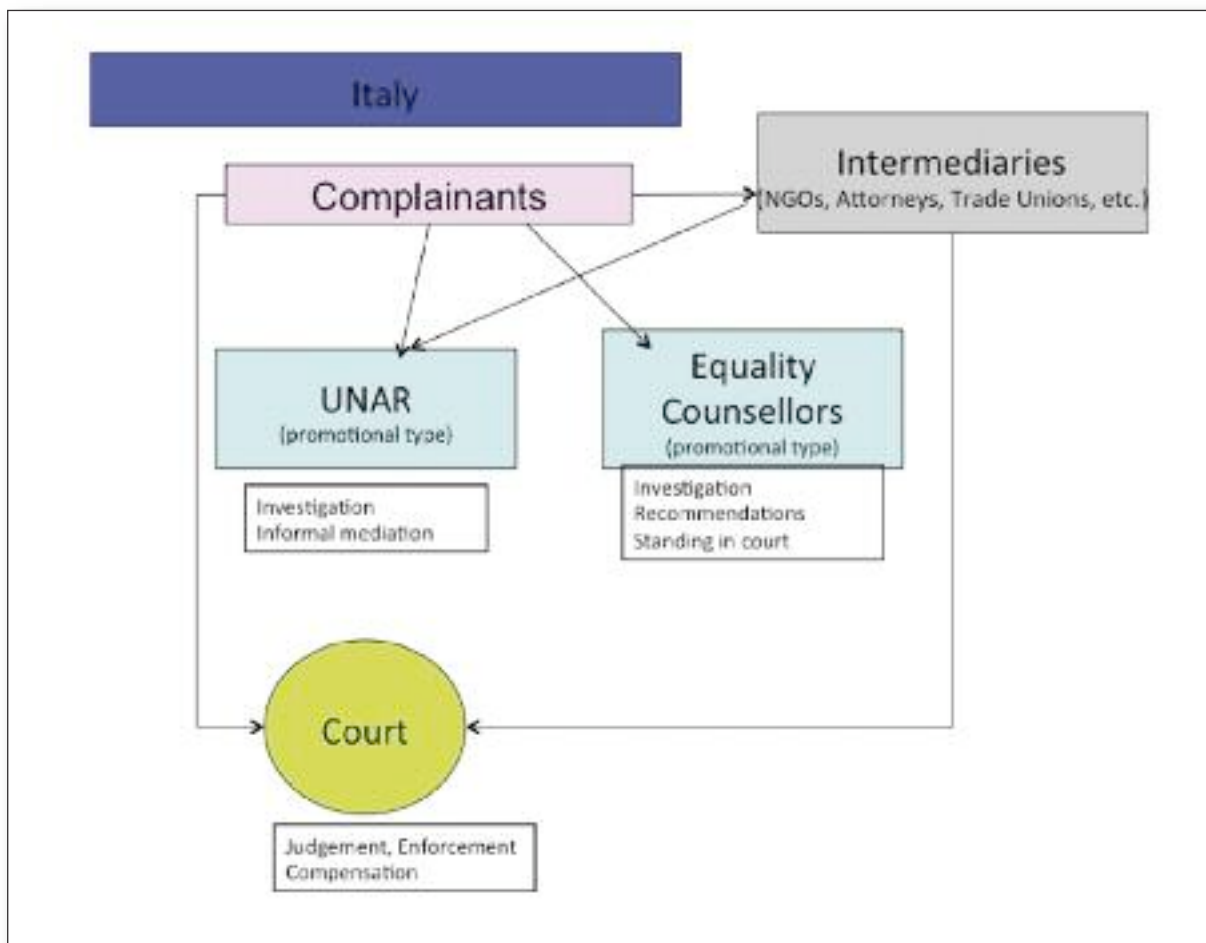 Italy
Complainants
Intermediaries
(NGOs, Attorneys, Trade Unions, etc.)
UNAR
(promotional type)
Equality
Counsellors
(promotional type)
Investigation
Informal mediation
Investigation
Recommendations
Standing in court
Court
Judgement, Enforcement
Compensation